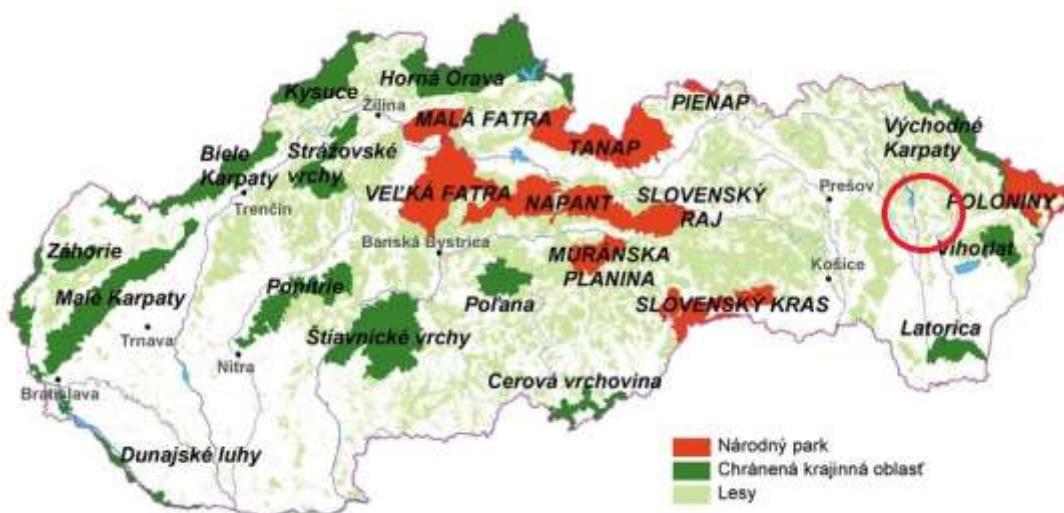 Horná Orava
Kysuce
Žilina
MALÁ FATRA
PIENAP
TANAP
Východné
Karpaty
Biele
Karpaty
Strážovské
vrchy
Trenčín
VEĽKÁ FATRA
NAPANT
SLOVENSKÝ
RAJ
Prešov
POLONINY
Záhorie
Banská Bystrica
MURÁNSKA
PLANINA
Košice
Vihorlat
Malé Karpaty
Ponitrie
Poľana
SLOVENSKÝ KRAS
Trnava
Nitra
Štiavnické vrchy
Latorica
Bratislava
Cerová vrchovina
Dunajské luhy
Národný park
Chránená krajinná oblasť
Lesy